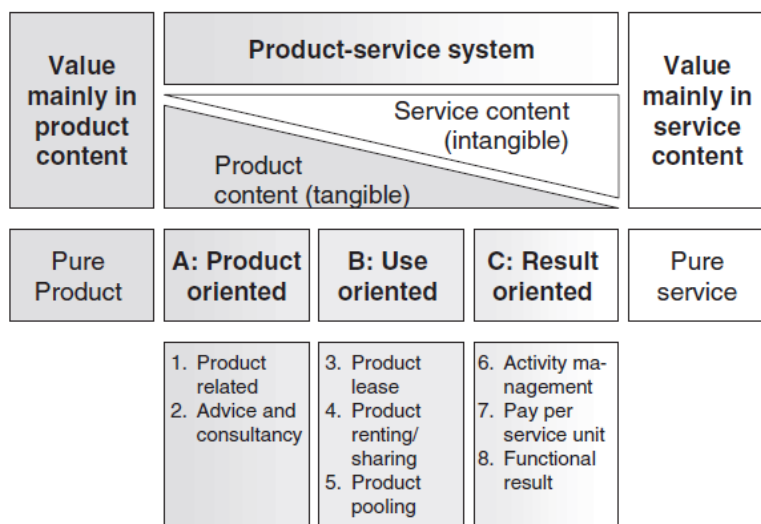 Value
mainly in
product
content
Product-service system
Service content
(intangible)
Product
content (tangible)
Value
mainly in
service
content
Pure
Product
A: Product
oriented
B: Use
oriented
C: Result
oriented
Pure
service
1. Product
related
2. Advice and
consultancy
3. Product
lease
4. Product
renting/
sharing
5. Product
pooling
6. Activity ma-
nagement
7. Pay per
service unit
8. Functional
result